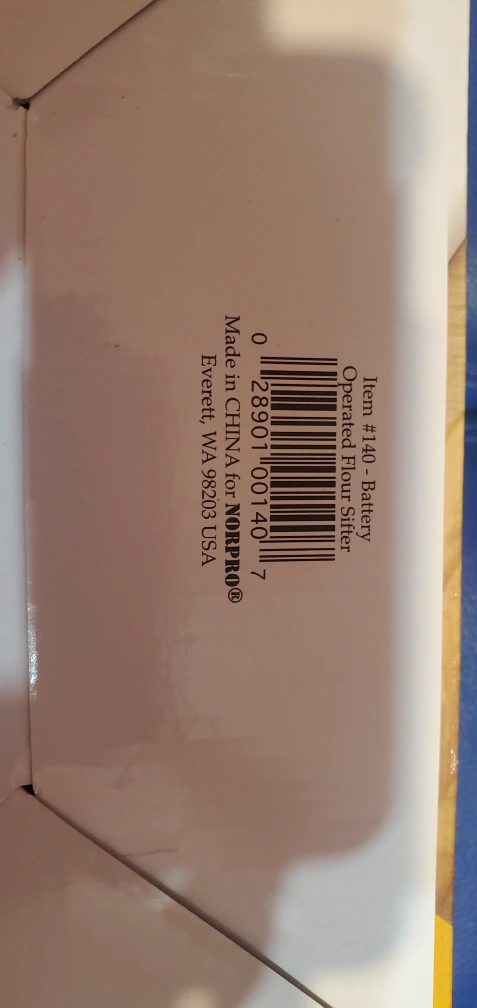 Item #140 - Battery
Operated Flour Sifter
0 28901 00140 7
Made in CHINA for NORPRO®
Everett, WA 98203 USA